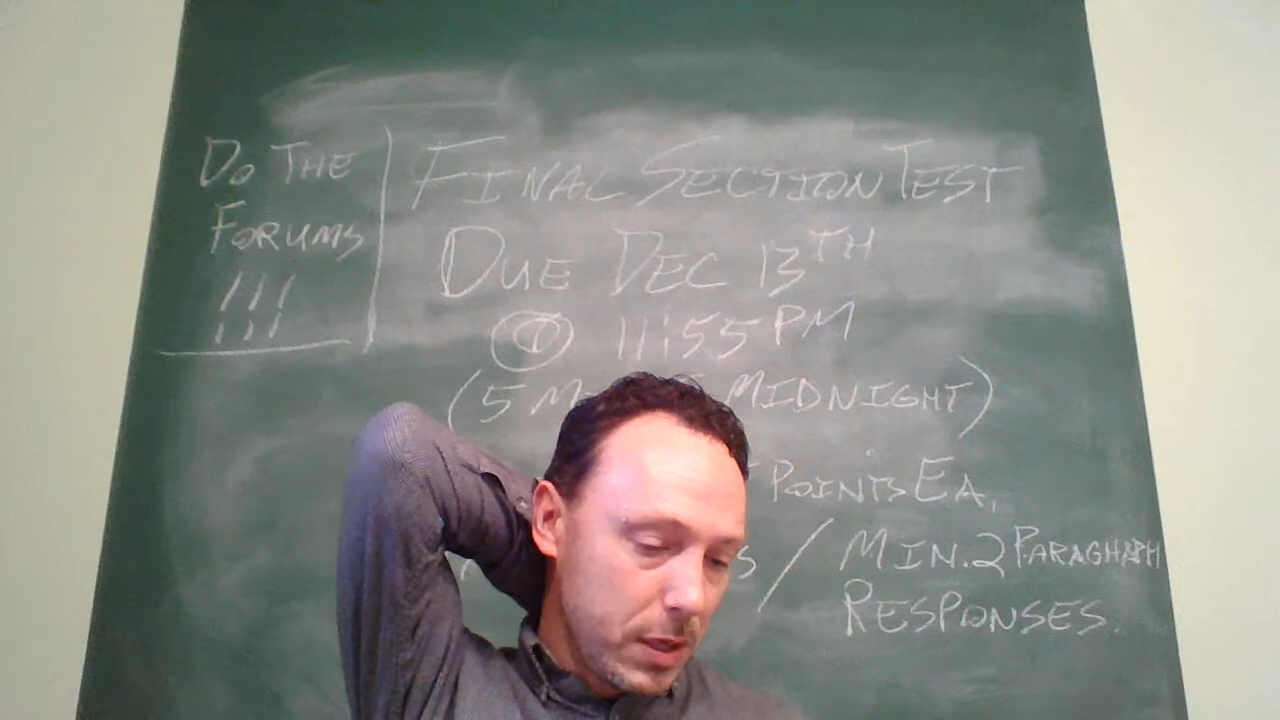 DO THE
FORUMS
!!!
FINAL SECTION TEST
DUE DEC 13TH
@ 11:55 PM
(5 M MIDNIGHT)
POINTS EA.
S / MIN. 2 PARAGRAPH
RESPONSES.